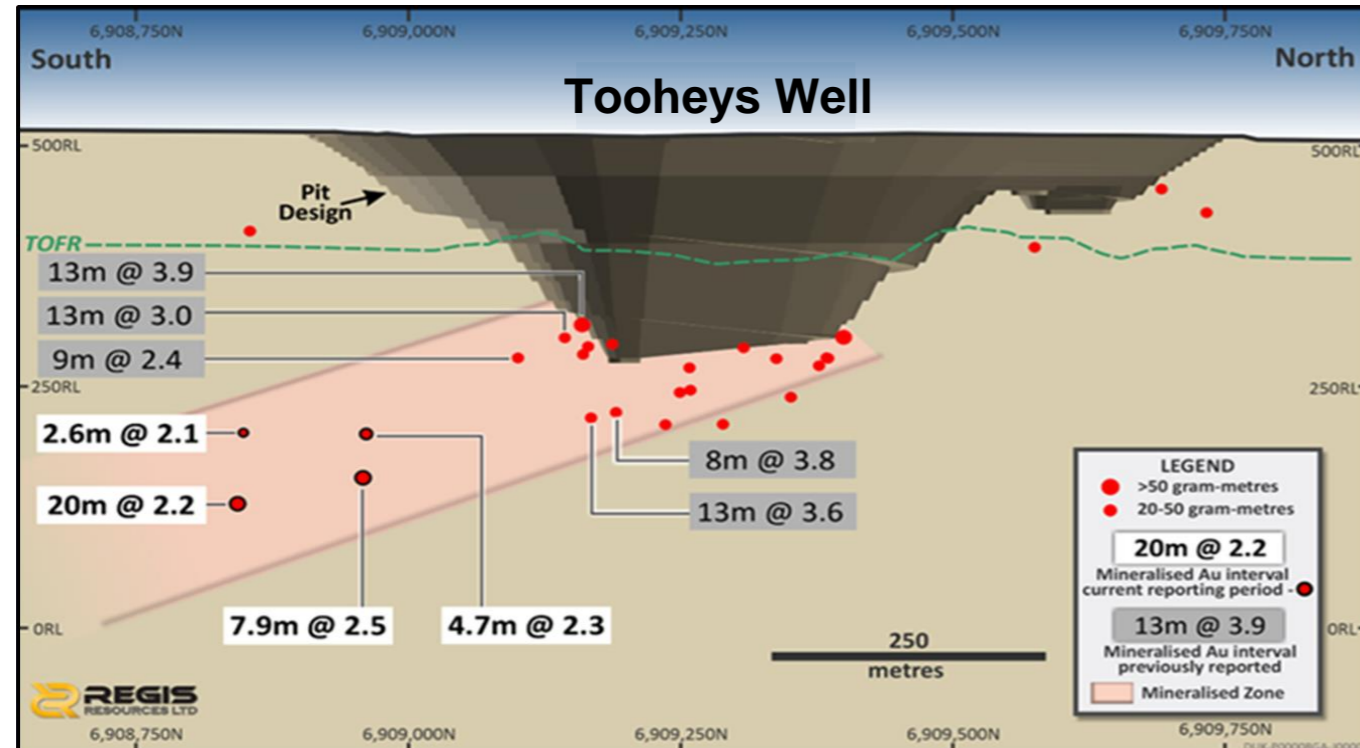 6,908,750N 6,909,000N 6,909,250N 6,909,500N 6,909,750N
South
North
Tooheys Well
500RL
500RL
Pit
Design
TOFR
13m @ 3.9
13m @ 3.0
9m @ 2.4
250RL
250RL
2.6m @ 2.1
20m @ 2.2
8m @ 3.8
13m @ 3.6
7.9m @ 2.5
4.7m @ 2.3
0RL
0RL
250
metres
LEGEND
>50 gram-metres
20-50 gram-metres
20m @ 2.2
Mineralised Au interval
current reporting period -
13m @ 3.9
Mineralised Au interval
previously reported
Mineralised Zone
REGIS
RESOURCES LTD
6,908,750N 6,909,000N 6,909,250N 6,909,500N 6,909,750N